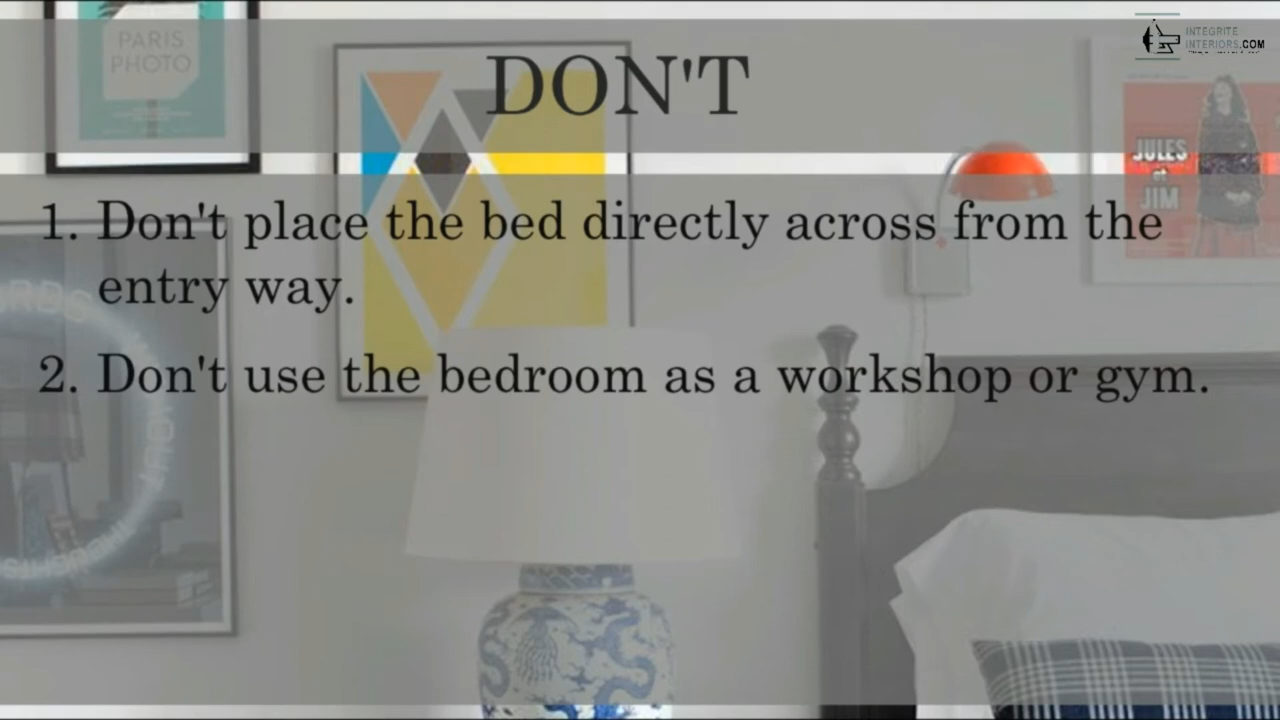 PARIS
PHOTO
DON'T
INTEGRITE
INTERIORS.COM
JULES
et
JIM
1. Don't place the bed directly across from the
entry way.
2. Don't use the bedroom as a workshop or gym.